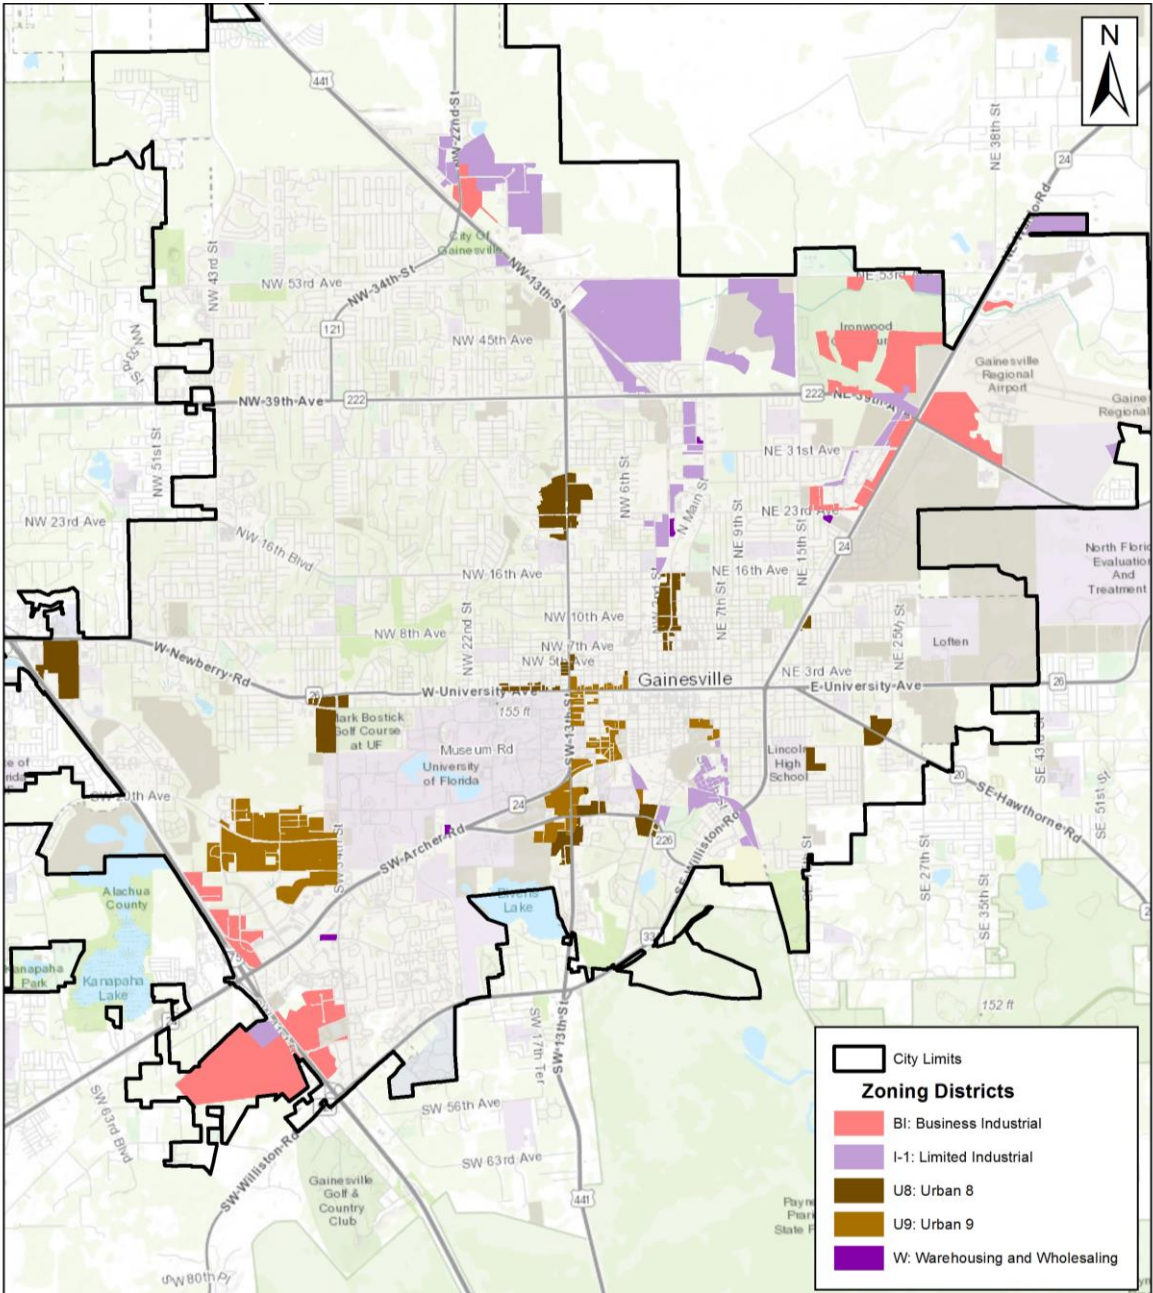 N
441
NW-22nd-St
NE 38th St
24
NW 43rd St
City Of
Gainesville
NW 53rd Ave
NW-34th-St
NW-13th-St
NE 53rd
121
NW 45th Ave
Ironwood
Gainesville
Regional
Airport
NW-39th-Ave
222
222
NE-39th-Ave
Gaine
Regional
NW 51st St
NE 31st Ave
NW 6th St
N Main St
NE 9th St
NE 23rd Ave
NE 15th St
NW 23rd Ave
NW 16th Blvd
24
NW 16th Ave
NE 16th Ave
North Flori
Evaluation
And
Treatment
NW 22nd St
NW 10th Ave
NE 7th St
NE 25th St
Loften
NW 8th Ave
NW 7th Ave
NW 5th Ave
W-Newberry-Rd
NE 3rd Ave
26
W-University-Ave
Gainesville
E-University-Ave
26
155 ft
Mark Bostick
Golf Course
at UF
Museum Rd
University
of Florida
SW-13th-St
Lincoln
High
School
SE 43rd St
20
SW 20th Ave
24
SE-Hawthorne-Rd
SE 51st St
SW-Archer-Rd
226
SE-Williston-Rd
SE 27th St
SE 35th St
Alachua
County
Bivens
Lake
33
Kanapaha
Park
Kanapaha
Lake
152 ft
SW 17th Ter
SW-13th-St
SW 63rd Blvd
SW 56th Ave
SW 63rd Ave
SW-Williston-Rd
Gainesville
Golf &
Country
Club
441
Payne
Prairi
State P
SW 80th Pl
City Limits
Zoning Districts
BI: Business Industrial
I-1: Limited Industrial
U8: Urban 8
U9: Urban 9
W: Warehousing and Wholesaling